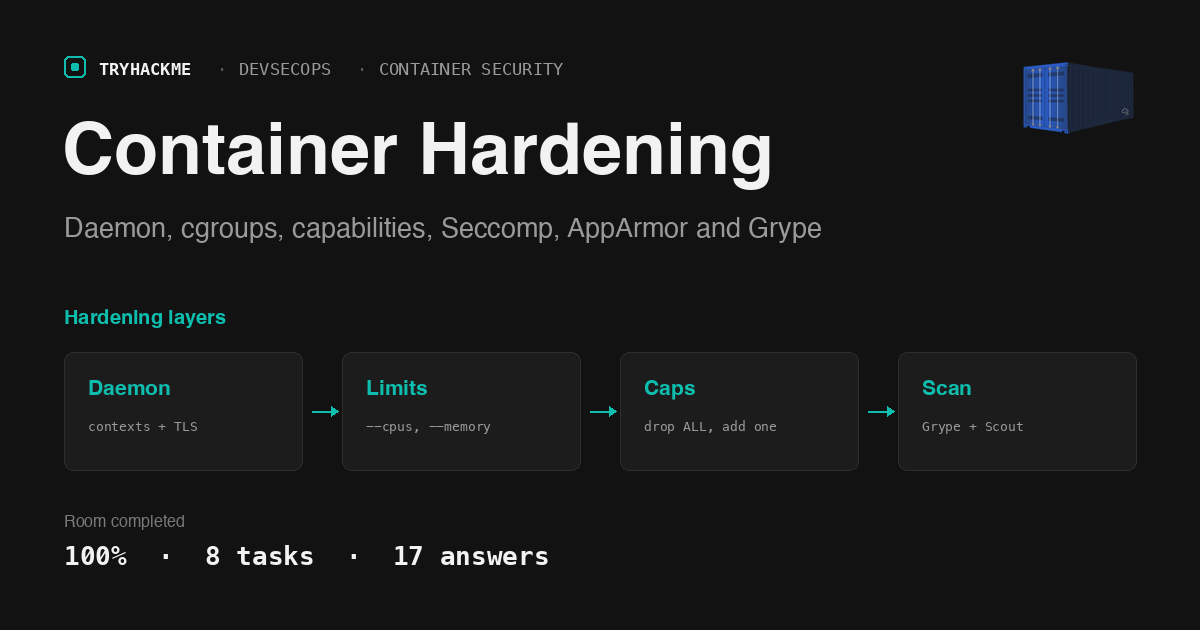 TRYHACKME · DEVSECOPS · CONTAINER SECURITY
Container Hardening
Daemon, cgroups, capabilities, Seccomp, AppArmor and Grype
Hardening layers
Daemon
contexts + TLS
Limits
--cpus, --memory
Caps
drop ALL, add one
Scan
Grype + Scout
Room completed
100% · 8 tasks · 17 answers